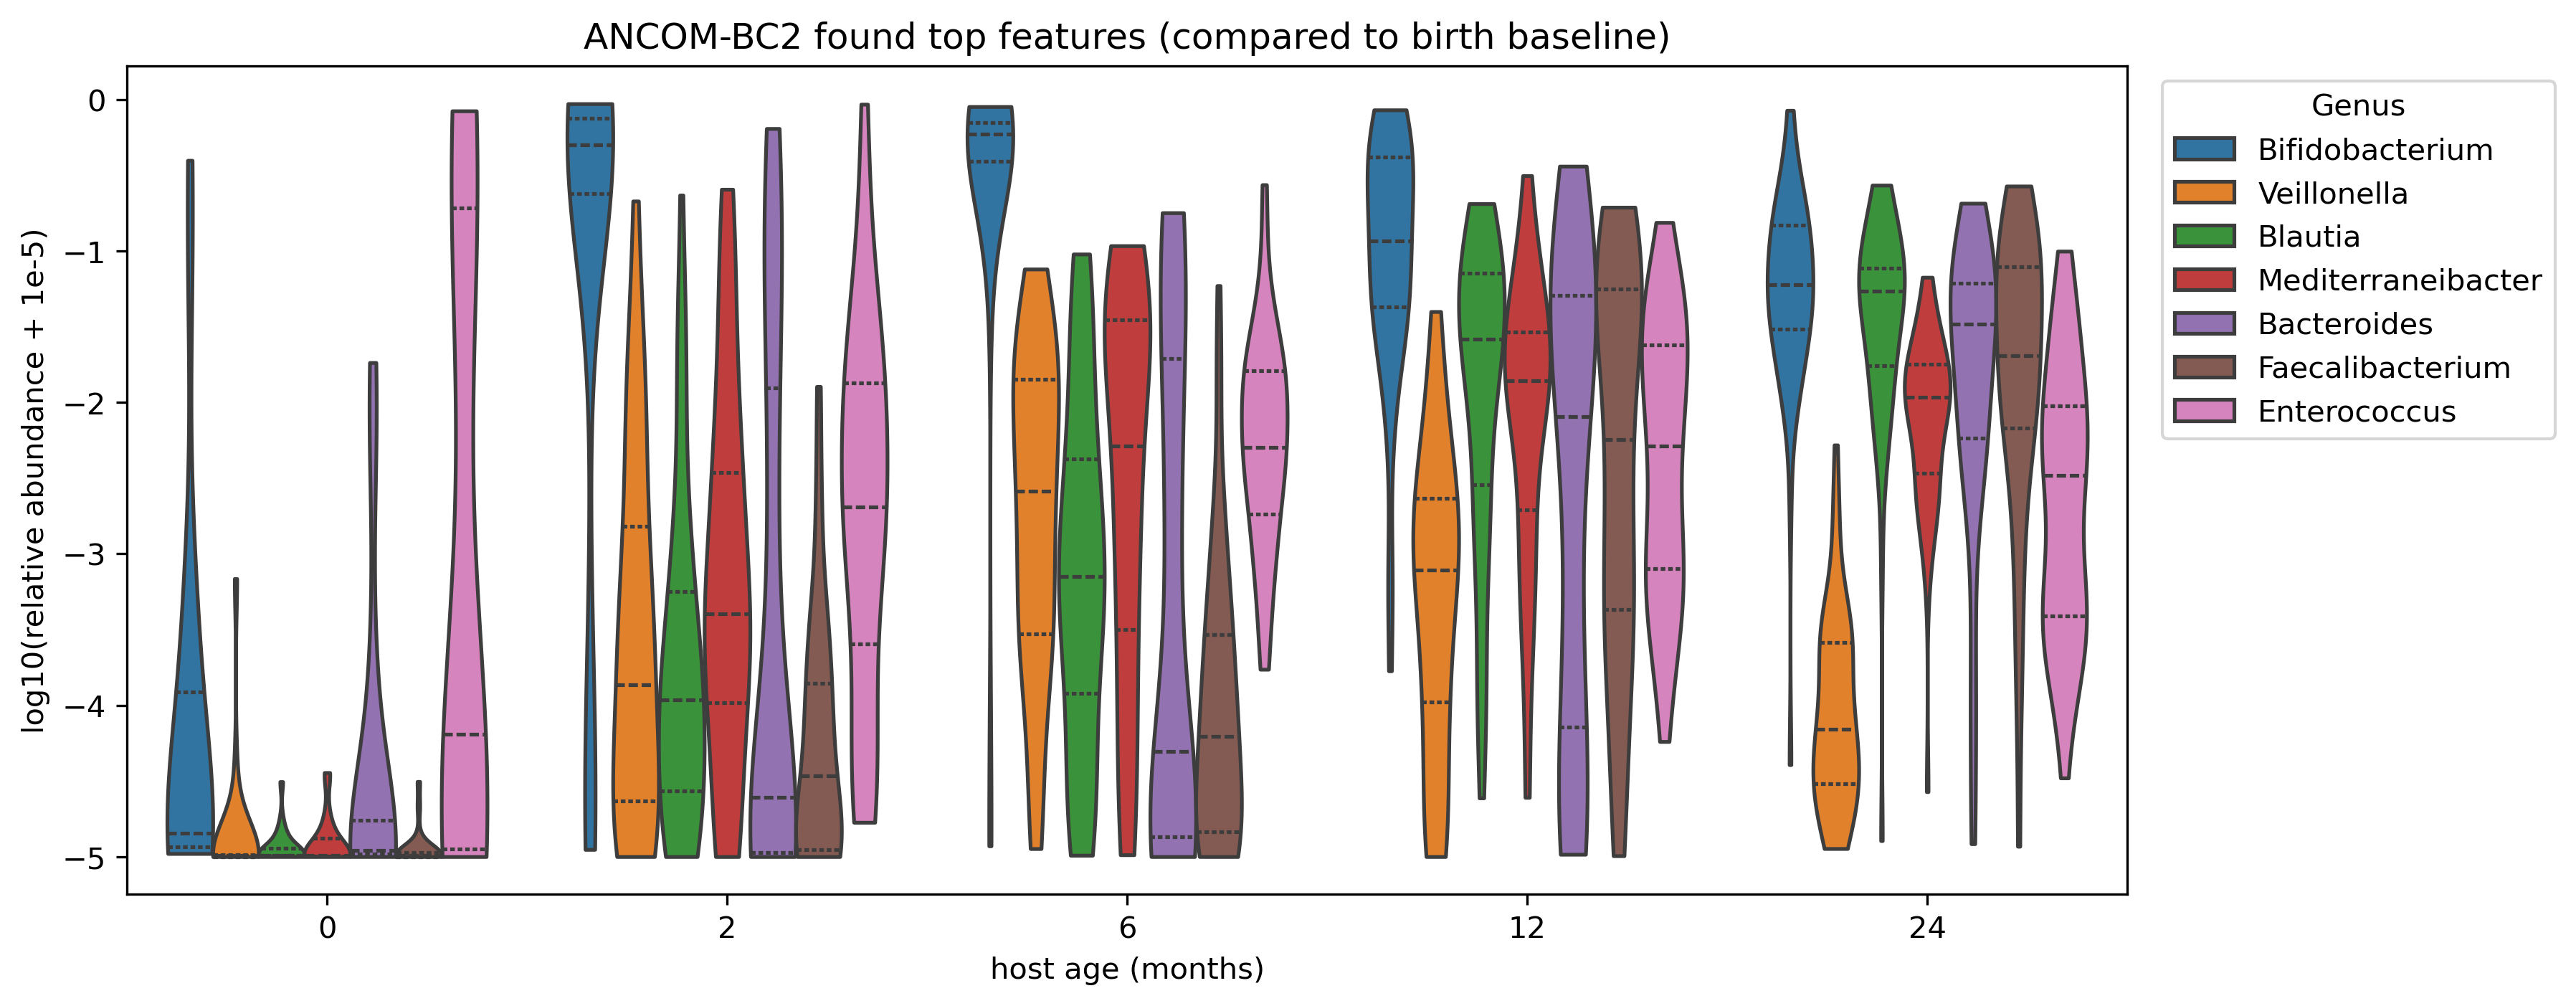 ANCOM-BC2 found top features (compared to birth baseline)
log10(relative abundance + 1e-5)
0
−1
−2
−3
−4
−5
0
2
6
12
24
host age (months)
Genus
Bifidobacterium
Veillonella
Blautia
Mediterraneibacter
Bacteroides
Faecalibacterium
Enterococcus